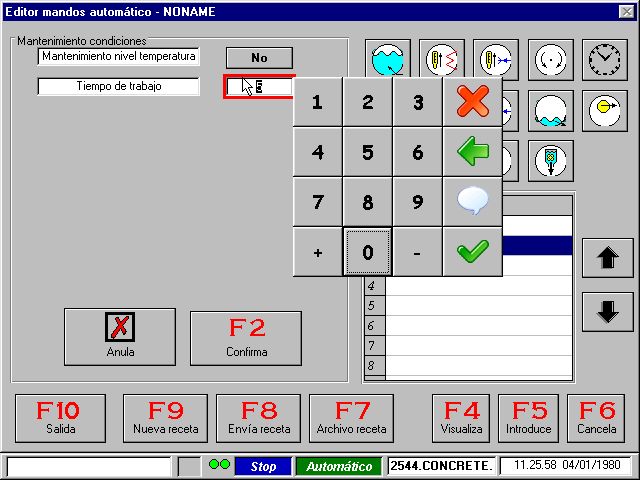 Editor mandos automático - NONAME
Mantenimiento condiciones
Mantenimiento nivel temperatura
No
Tiempo de trabajo
1 2 3
4 5 6
7 8 9
+ 0 -
4
5
6
7
8
Anula
F2
Confirma
F10
Salida
F9
Nueva receta
F8
Envía receta
F7
Archivo receta
F4
Visualiza
F5
Introduce
F6
Cancela
Stop
Automático
2544.CONCRETE.
11.25.58 04/01/1980